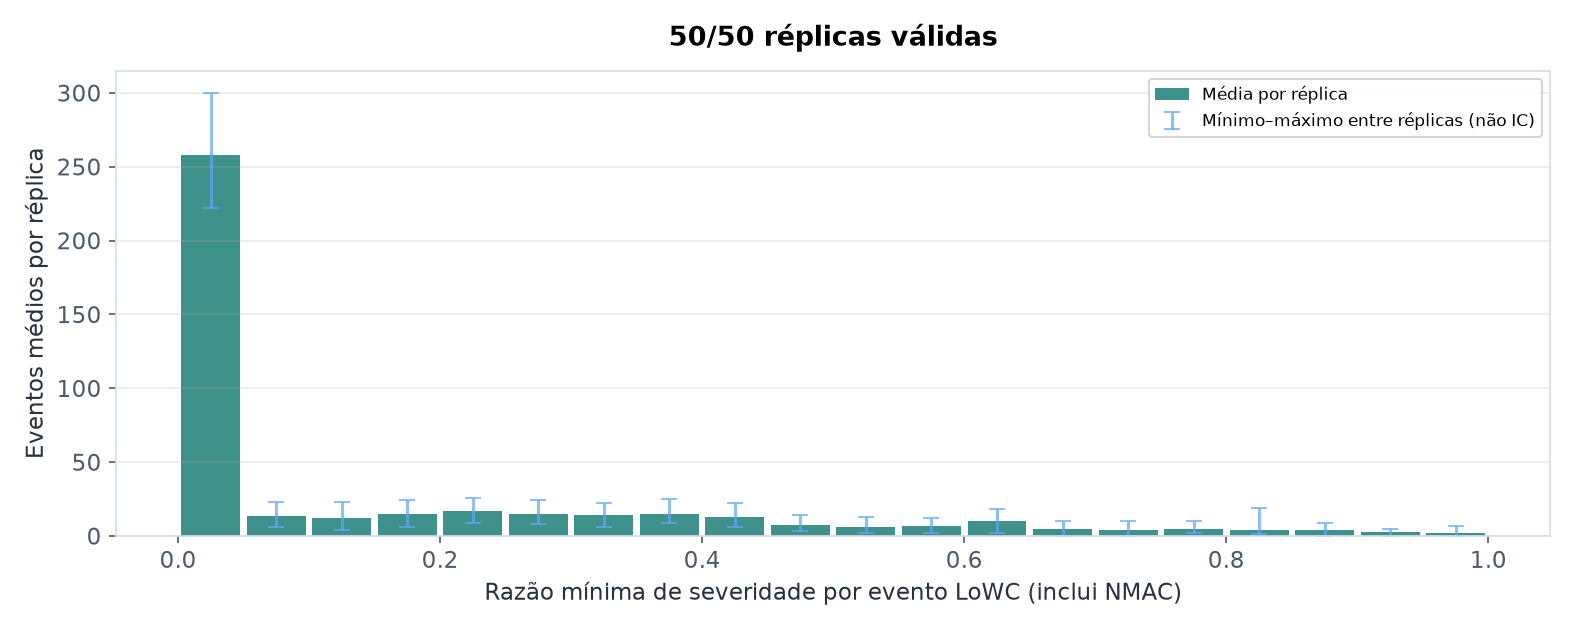 50/50 réplicas válidas
Eventos médios por réplica
300
250
200
150
100
50
0
Média por réplica
Mínimo–máximo entre réplicas (não IC)
0.0 0.2 0.4 0.6 0.8 1.0
Razão mínima de severidade por evento LoWC (inclui NMAC)